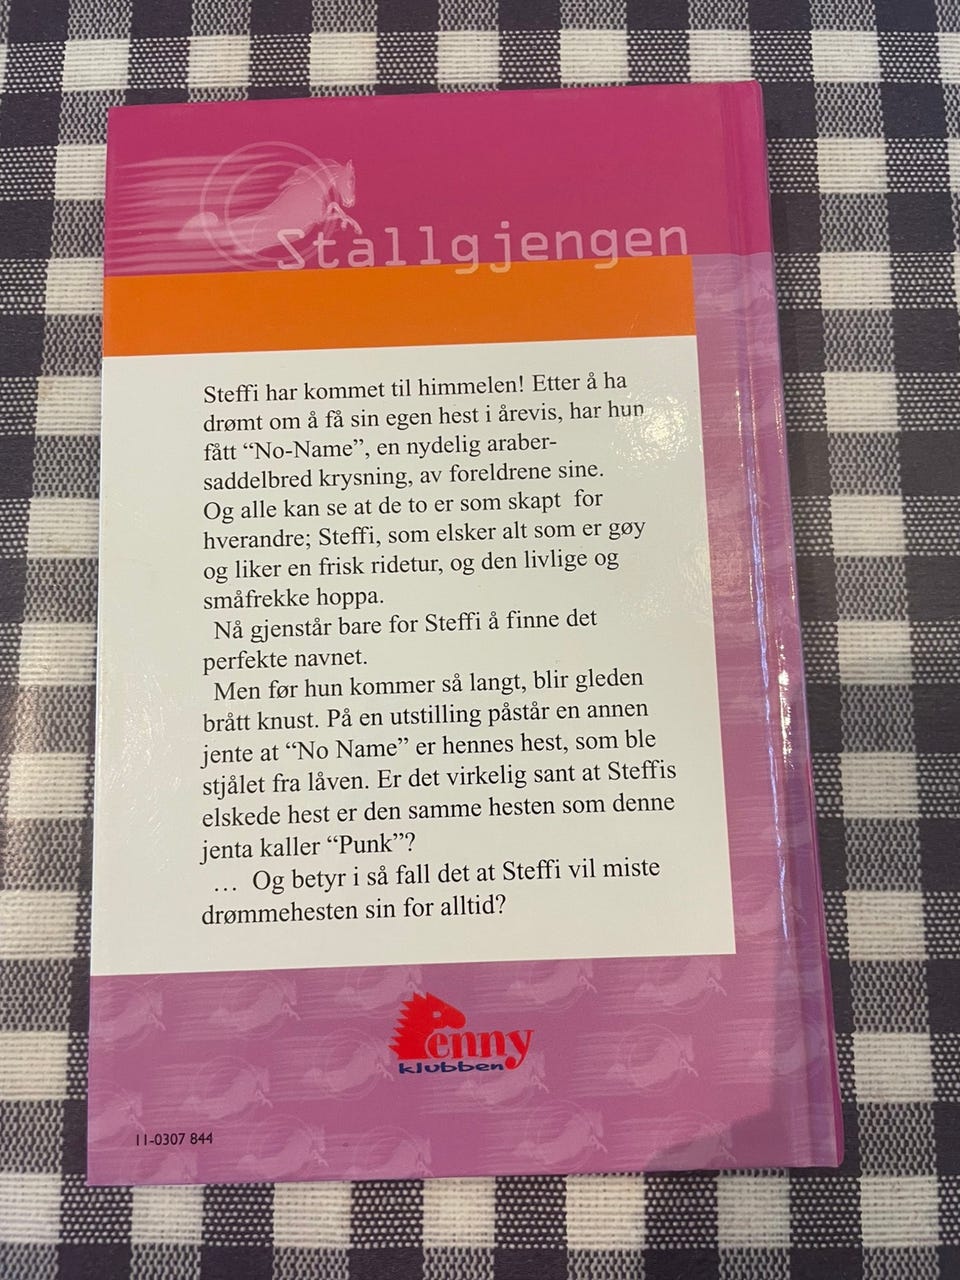 Stallgjengen
Steffi har kommet til himmelen! Etter å ha
drømt om å få sin egen hest i årevis, har hun
fått “No-Name”, en nydelig araber-
saddelbred krysning, av foreldrene sine.
Og alle kan se at de to er som skapt for
hverandre; Steffi, som elsker alt som er gøy
og liker en frisk ridetur, og den livlige og
småfrekke hoppa.
Nå gjenstår bare for Steffi å finne det
perfekte navnet.
Men før hun kommer så langt, blir gleden
brått knust. På en utstilling påstår en annen
jente at “No Name” er hennes hest, som ble
stjålet fra låven. Er det virkelig sant at Steffis
elskede hest er den samme hesten som denne
jenta kaller “Punk”?
… Og betyr i så fall det at Steffi vil miste
drømmehesten sin for alltid?
Penny
klubben
11-0307 844